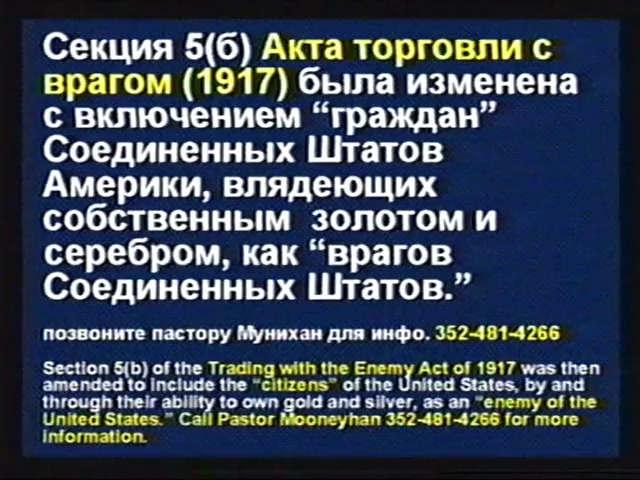 Секция 5(б) Акта торговли с
врагом (1917) была изменена
с включением “граждан”
Соединенных Штатов
Америки, влядеющих
собственным золотом и
серебром, как “врагов
Соединенных Штатов.”
позвоните пастору Мунихан для инфо. 352-481-4266
Section 5(b) of the Trading with the Enemy Act of 1917 was then
amended to include the “citizens” of the United States, by and
through their ability to own gold and silver, as an “enemy of the
United States.” Call Pastor Mooneyhan 352-481-4266 for more
information.